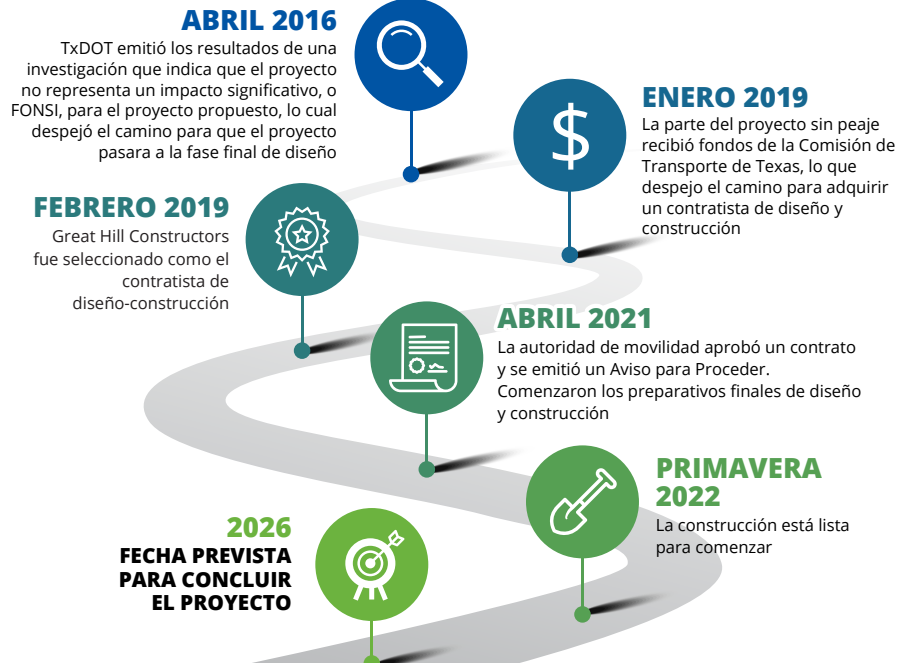 ABRIL 2016
TxDOT emitió los resultados de una
investigación que indica que el proyecto
no representa un impacto significativo, o
FONSI, para el proyecto propuesto, lo cual
despejó el camino para que el proyecto
pasara a la fase final de diseño
$
ENERO 2019
La parte del proyecto sin peaje
recibió fondos de la Comisión de
Transporte de Texas, lo que
despejo el camino para adquirir
un contratista de diseño y
construcción
FEBRERO 2019
Great Hill Constructors
fue seleccionado como el
contratista de
diseño-construcción
ABRIL 2021
La autoridad de movilidad aprobó un contrato
y se emitió un Aviso para Proceder.
Comenzaron los preparativos finales de diseño
y construcción
PRIMAVERA
2022
La construcción está lista
para comenzar
2026
FECHA PREVISTA
PARA CONCLUIR
EL PROYECTO